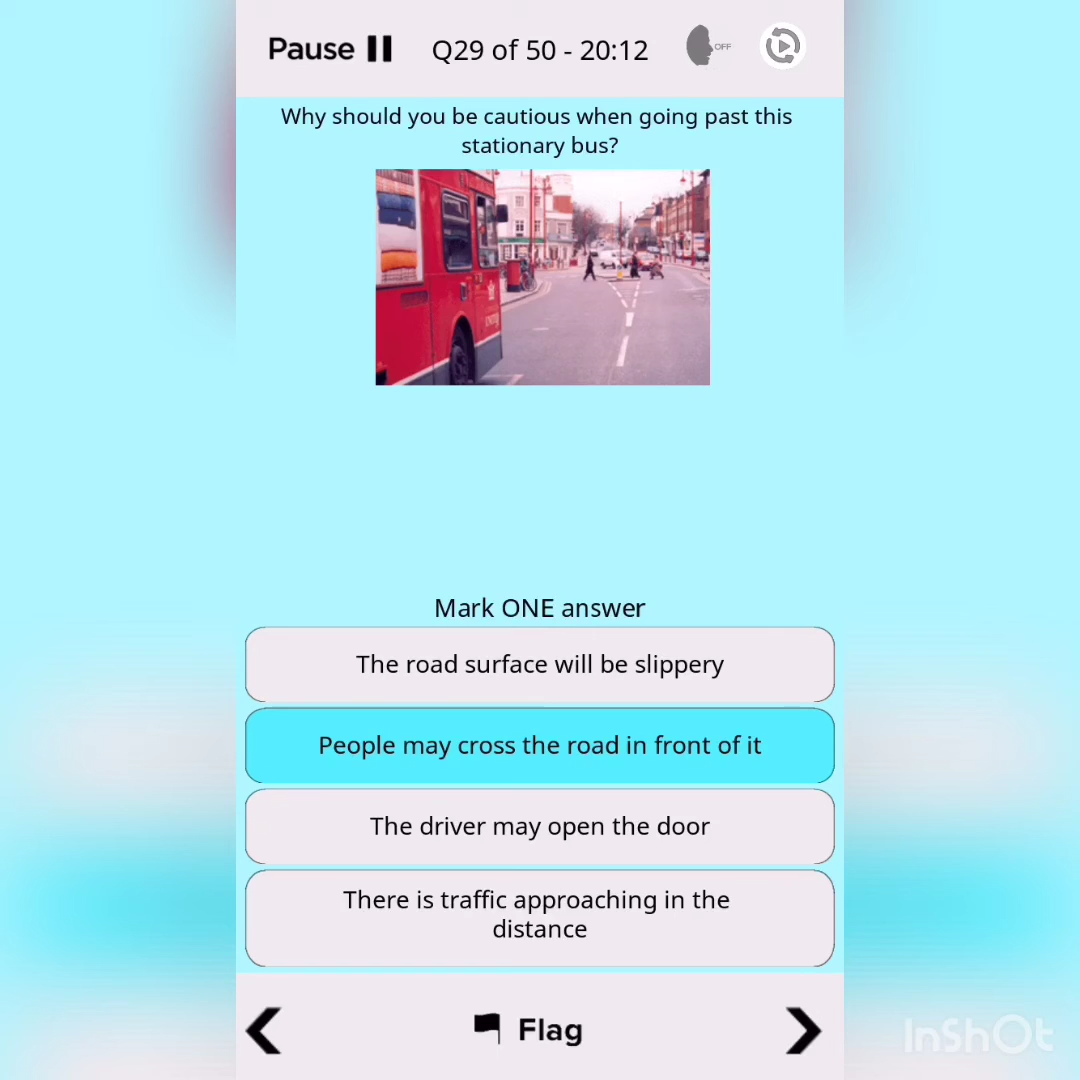 Pause
Q29 of 50 - 20:12
OFF
Why should you be cautious when going past this
stationary bus?
Mark ONE answer
The road surface will be slippery
People may cross the road in front of it
The driver may open the door
There is traffic approaching in the
distance
Flag
InShOt